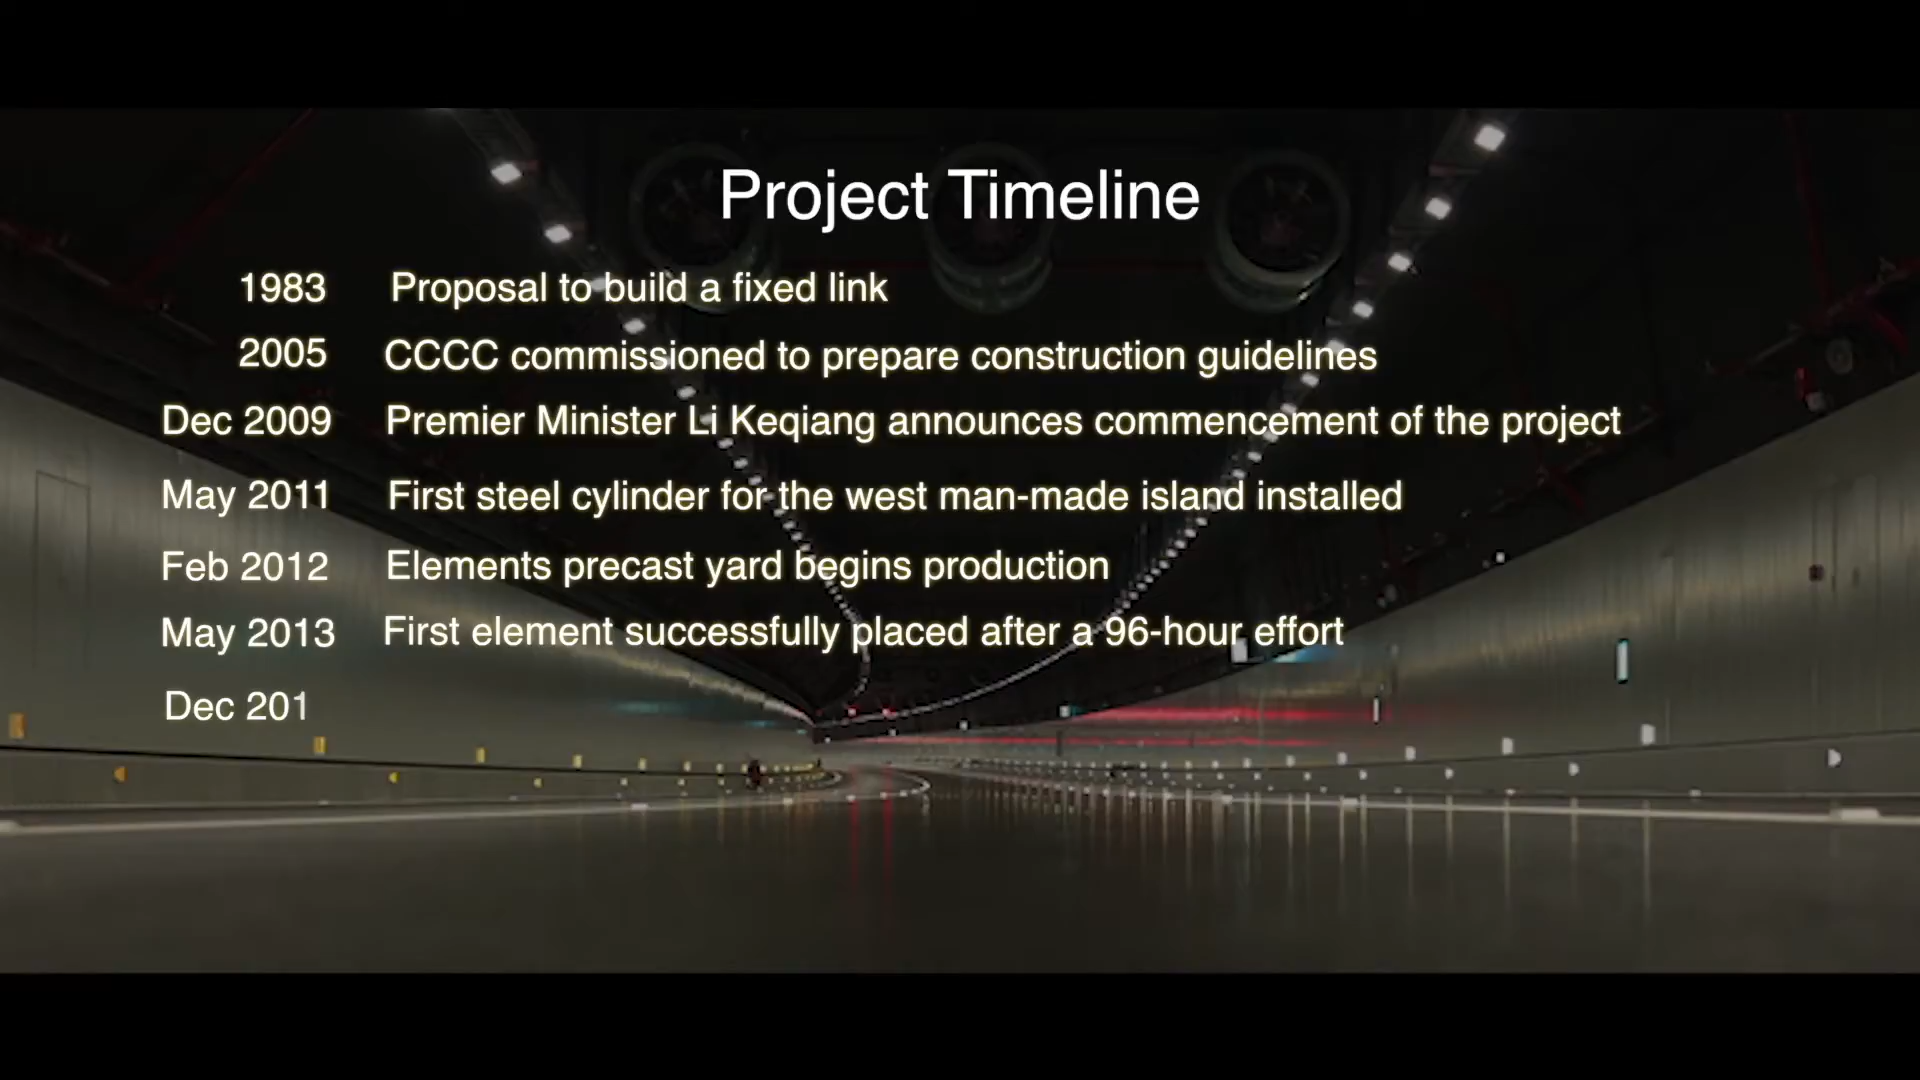 Project Timeline
1983 Proposal to build a fixed link
2005 CCCC commissioned to prepare construction guidelines
Dec 2009 Premier Minister Li Keqiang announces commencement of the project
May 2011 First steel cylinder for the west man-made island installed
Feb 2012 Elements precast yard begins production
May 2013 First element successfully placed after a 96-hour effort
Dec 201